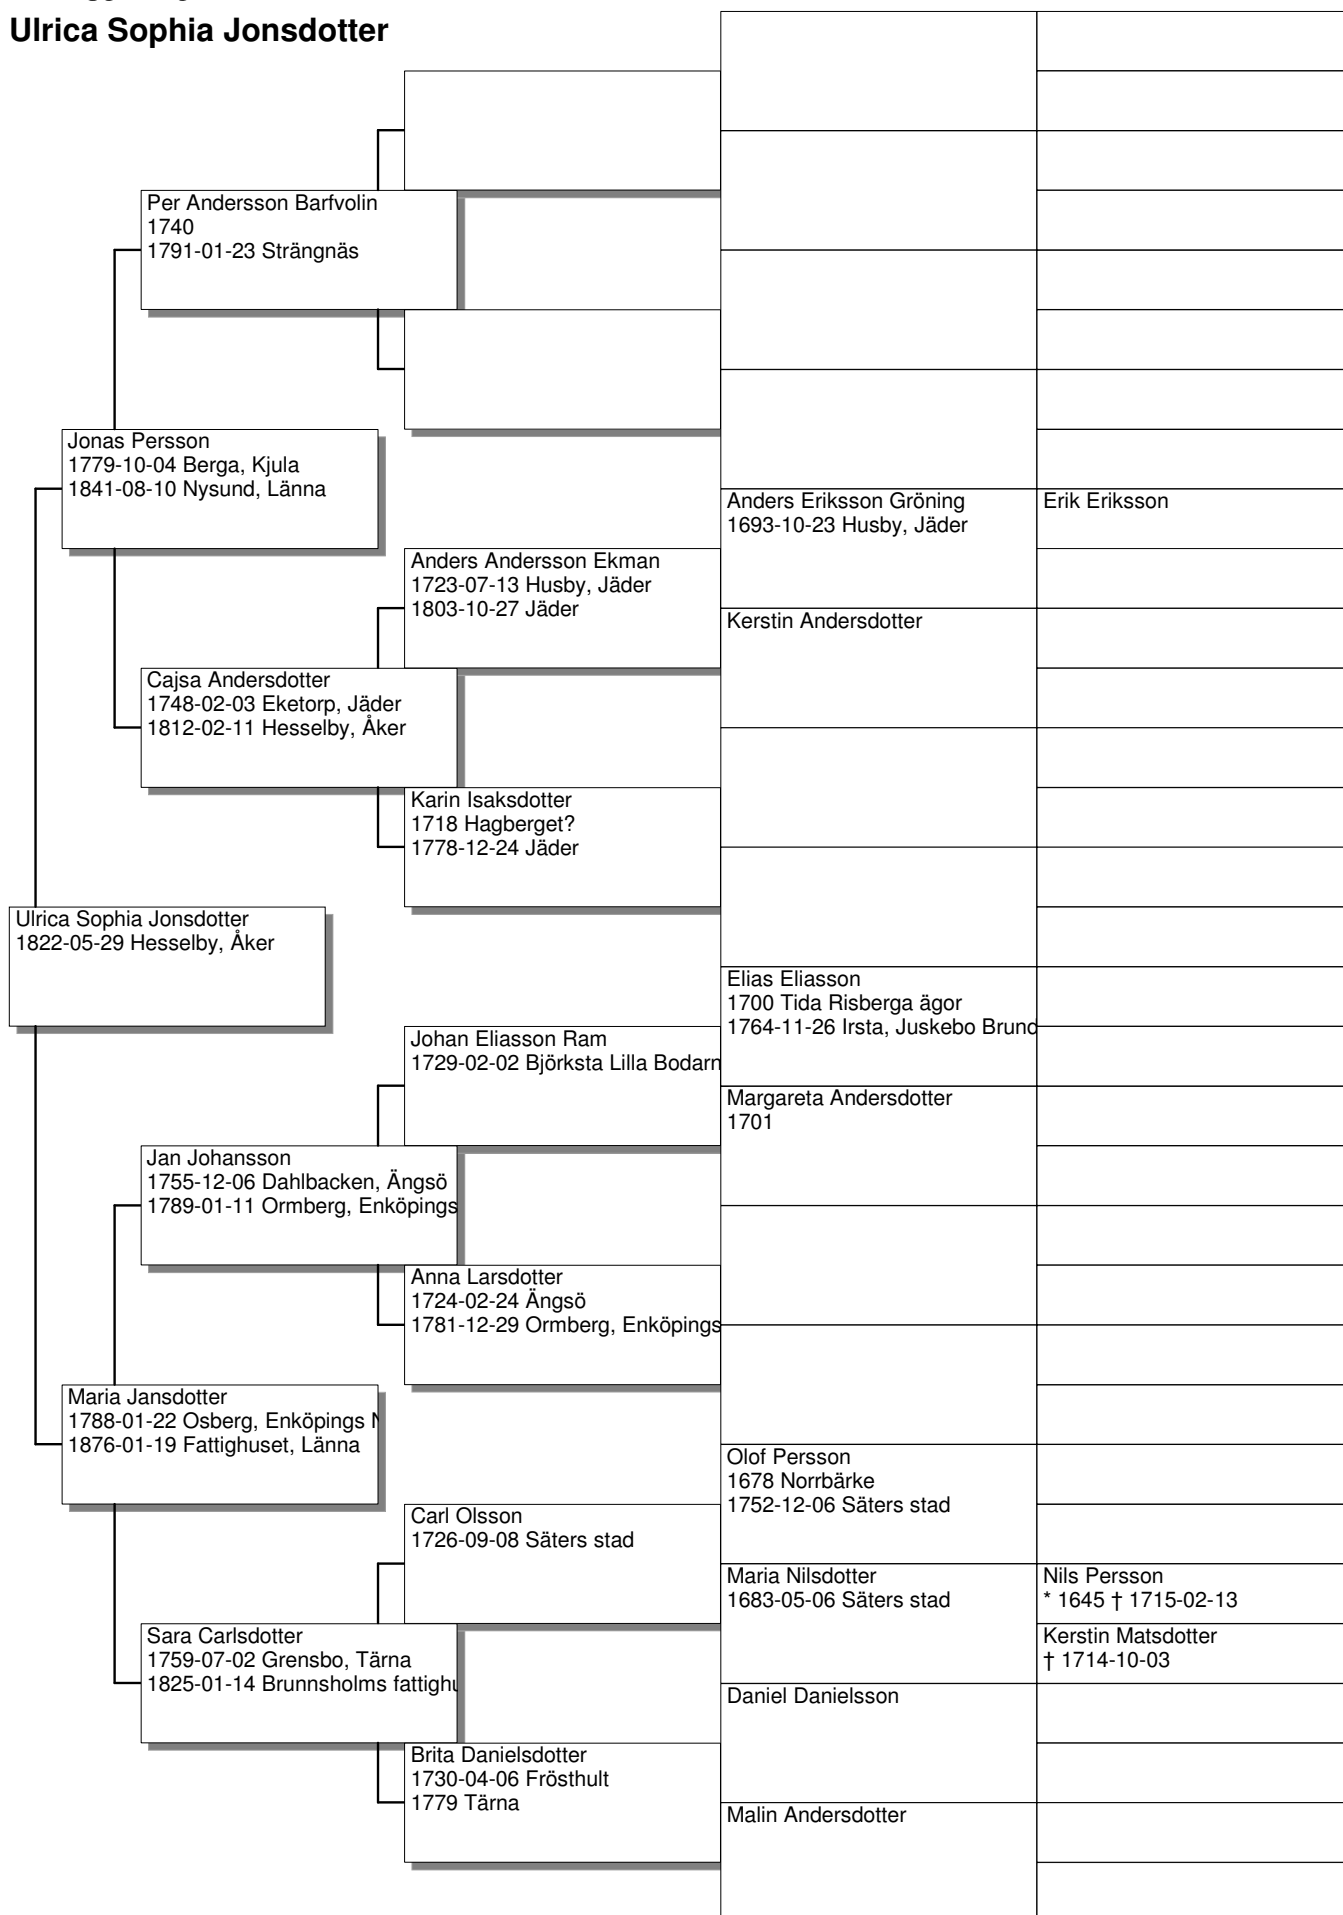 Ulrica Sophia Jonsdotter
Per Andersson Barfvolin
1740
1791-01-23 Strängnäs
Jonas Persson
1779-10-04 Berga, Kjula
1841-08-10 Nysund, Länna
Anders Eriksson Gröning
1693-10-23 Husby, Jäder
Erik Eriksson
Anders Andersson Ekman
1723-07-13 Husby, Jäder
1803-10-27 Jäder
Kerstin Andersdotter
Cajsa Andersdotter
1748-02-03 Eketorp, Jäder
1812-02-11 Hesselby, Åker
Karin Isaksdotter
1718 Hagberget?
1778-12-24 Jäder
Ulrica Sophia Jonsdotter
1822-05-29 Hesselby, Åker
Elias Eliasson
1700 Tida Risberga ägor
1764-11-26 Irsta, Juskebo Brund
Johan Eliasson Ram
1729-02-02 Björksta Lilla Bodarn
Margareta Andersdotter
1701
Jan Johansson
1755-12-06 Dahlbacken, Ängsö
1789-01-11 Ormberg, Enköpings
Anna Larsdotter
1724-02-24 Ängsö
1781-12-29 Ormberg, Enköpings
Maria Jansdotter
1788-01-22 Osberg, Enköpings N
1876-01-19 Fattighuset, Länna
Olof Persson
1678 Norrbärke
1752-12-06 Säters stad
Carl Olsson
1726-09-08 Säters stad
Maria Nilsdotter
1683-05-06 Säters stad
Nils Persson
* 1645 † 1715-02-13
Kerstin Matsdotter
† 1714-10-03
Sara Carlsdotter
1759-07-02 Grensbo, Tärna
1825-01-14 Brunnsholms fattighu
Daniel Danielsson
Brita Danielsdotter
1730-04-06 Frösthult
1779 Tärna
Malin Andersdotter